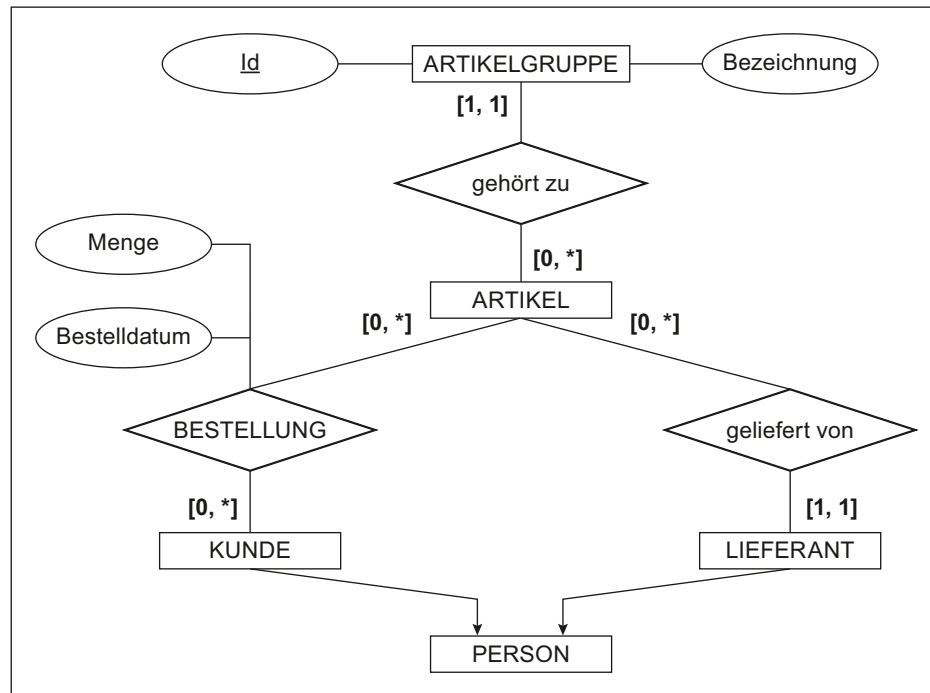 Id
ARTIKELGRUPPE
Bezeichnung
[1, 1]
gehört zu
Menge
[0, *]
ARTIKEL
Bestelldatum
[0, *]
[0, *]
BESTELLUNG
geliefert von
[0, *]
[1, 1]
KUNDE
LIEFERANT
PERSON